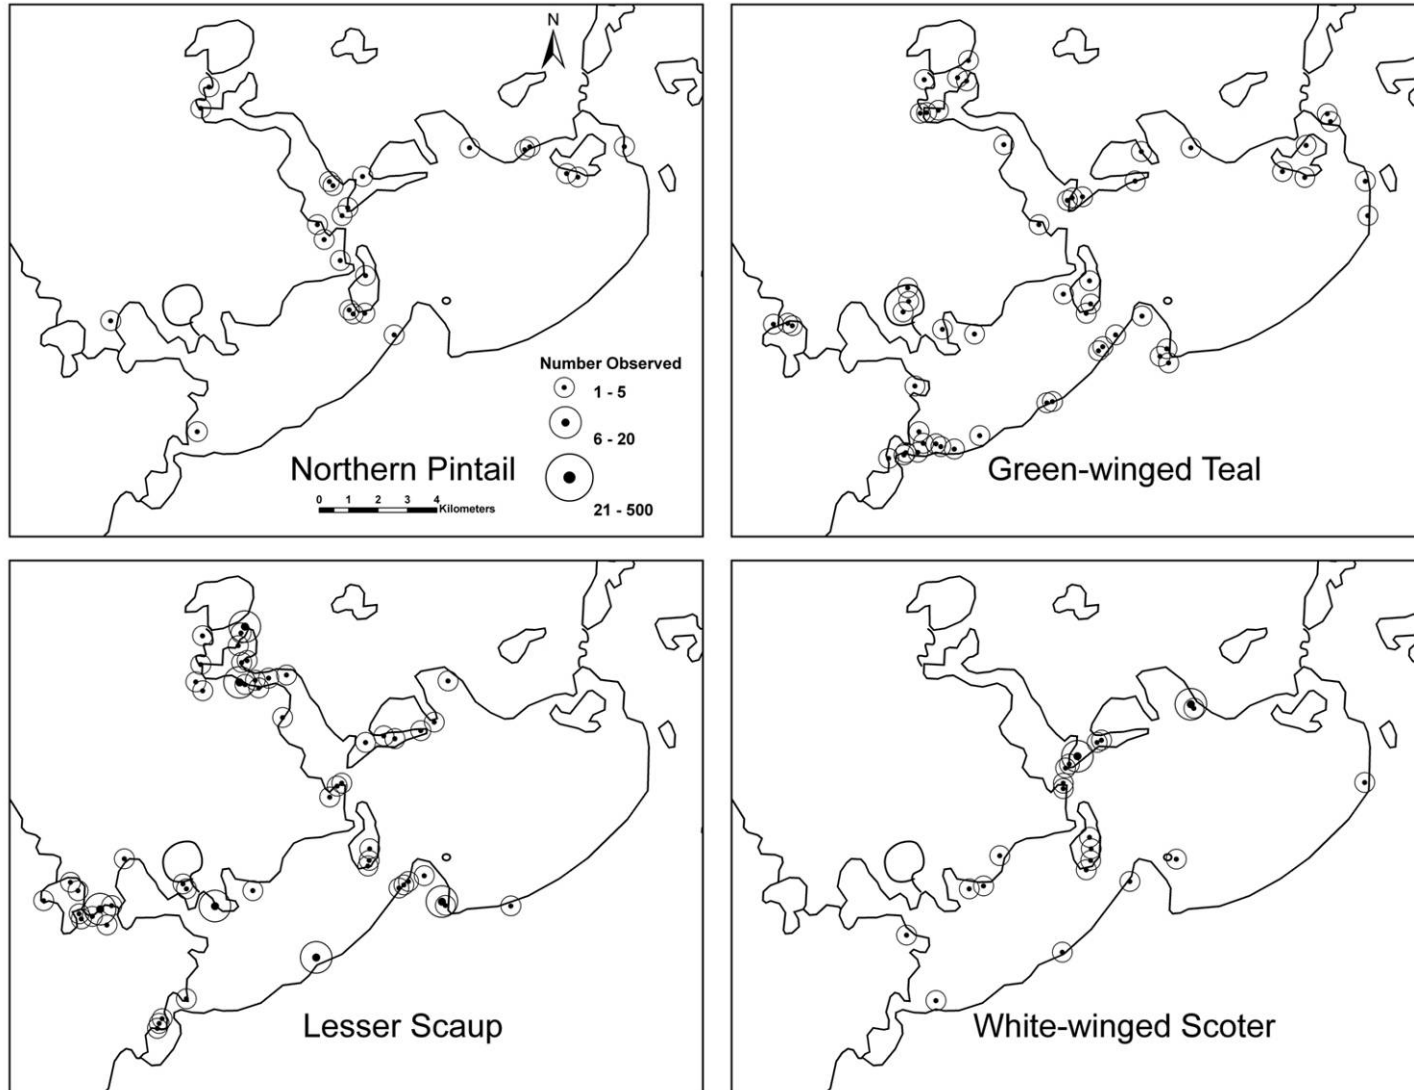 N
Number Observed
1 - 5
6 - 20
21 - 500
Northern Pintail
0 1 2 3 4
Kilometers
Green-winged Teal
Lesser Scaup
White-winged Scoter